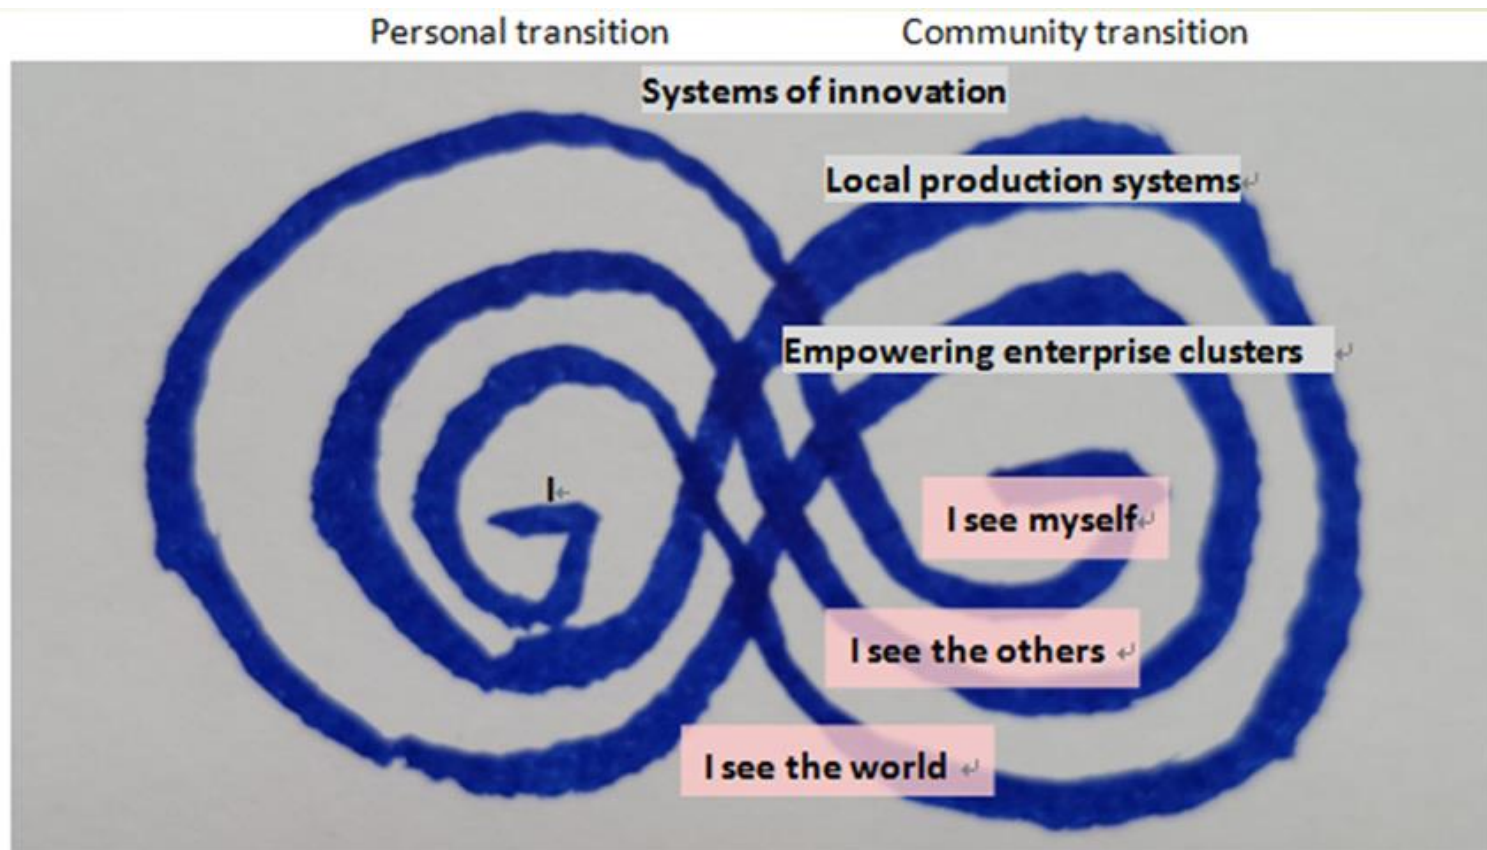 Personal transition Community transition
Systems of innovation
Local production systems
Empowering enterprise clusters
I
I see myself
I see the others
I see the world